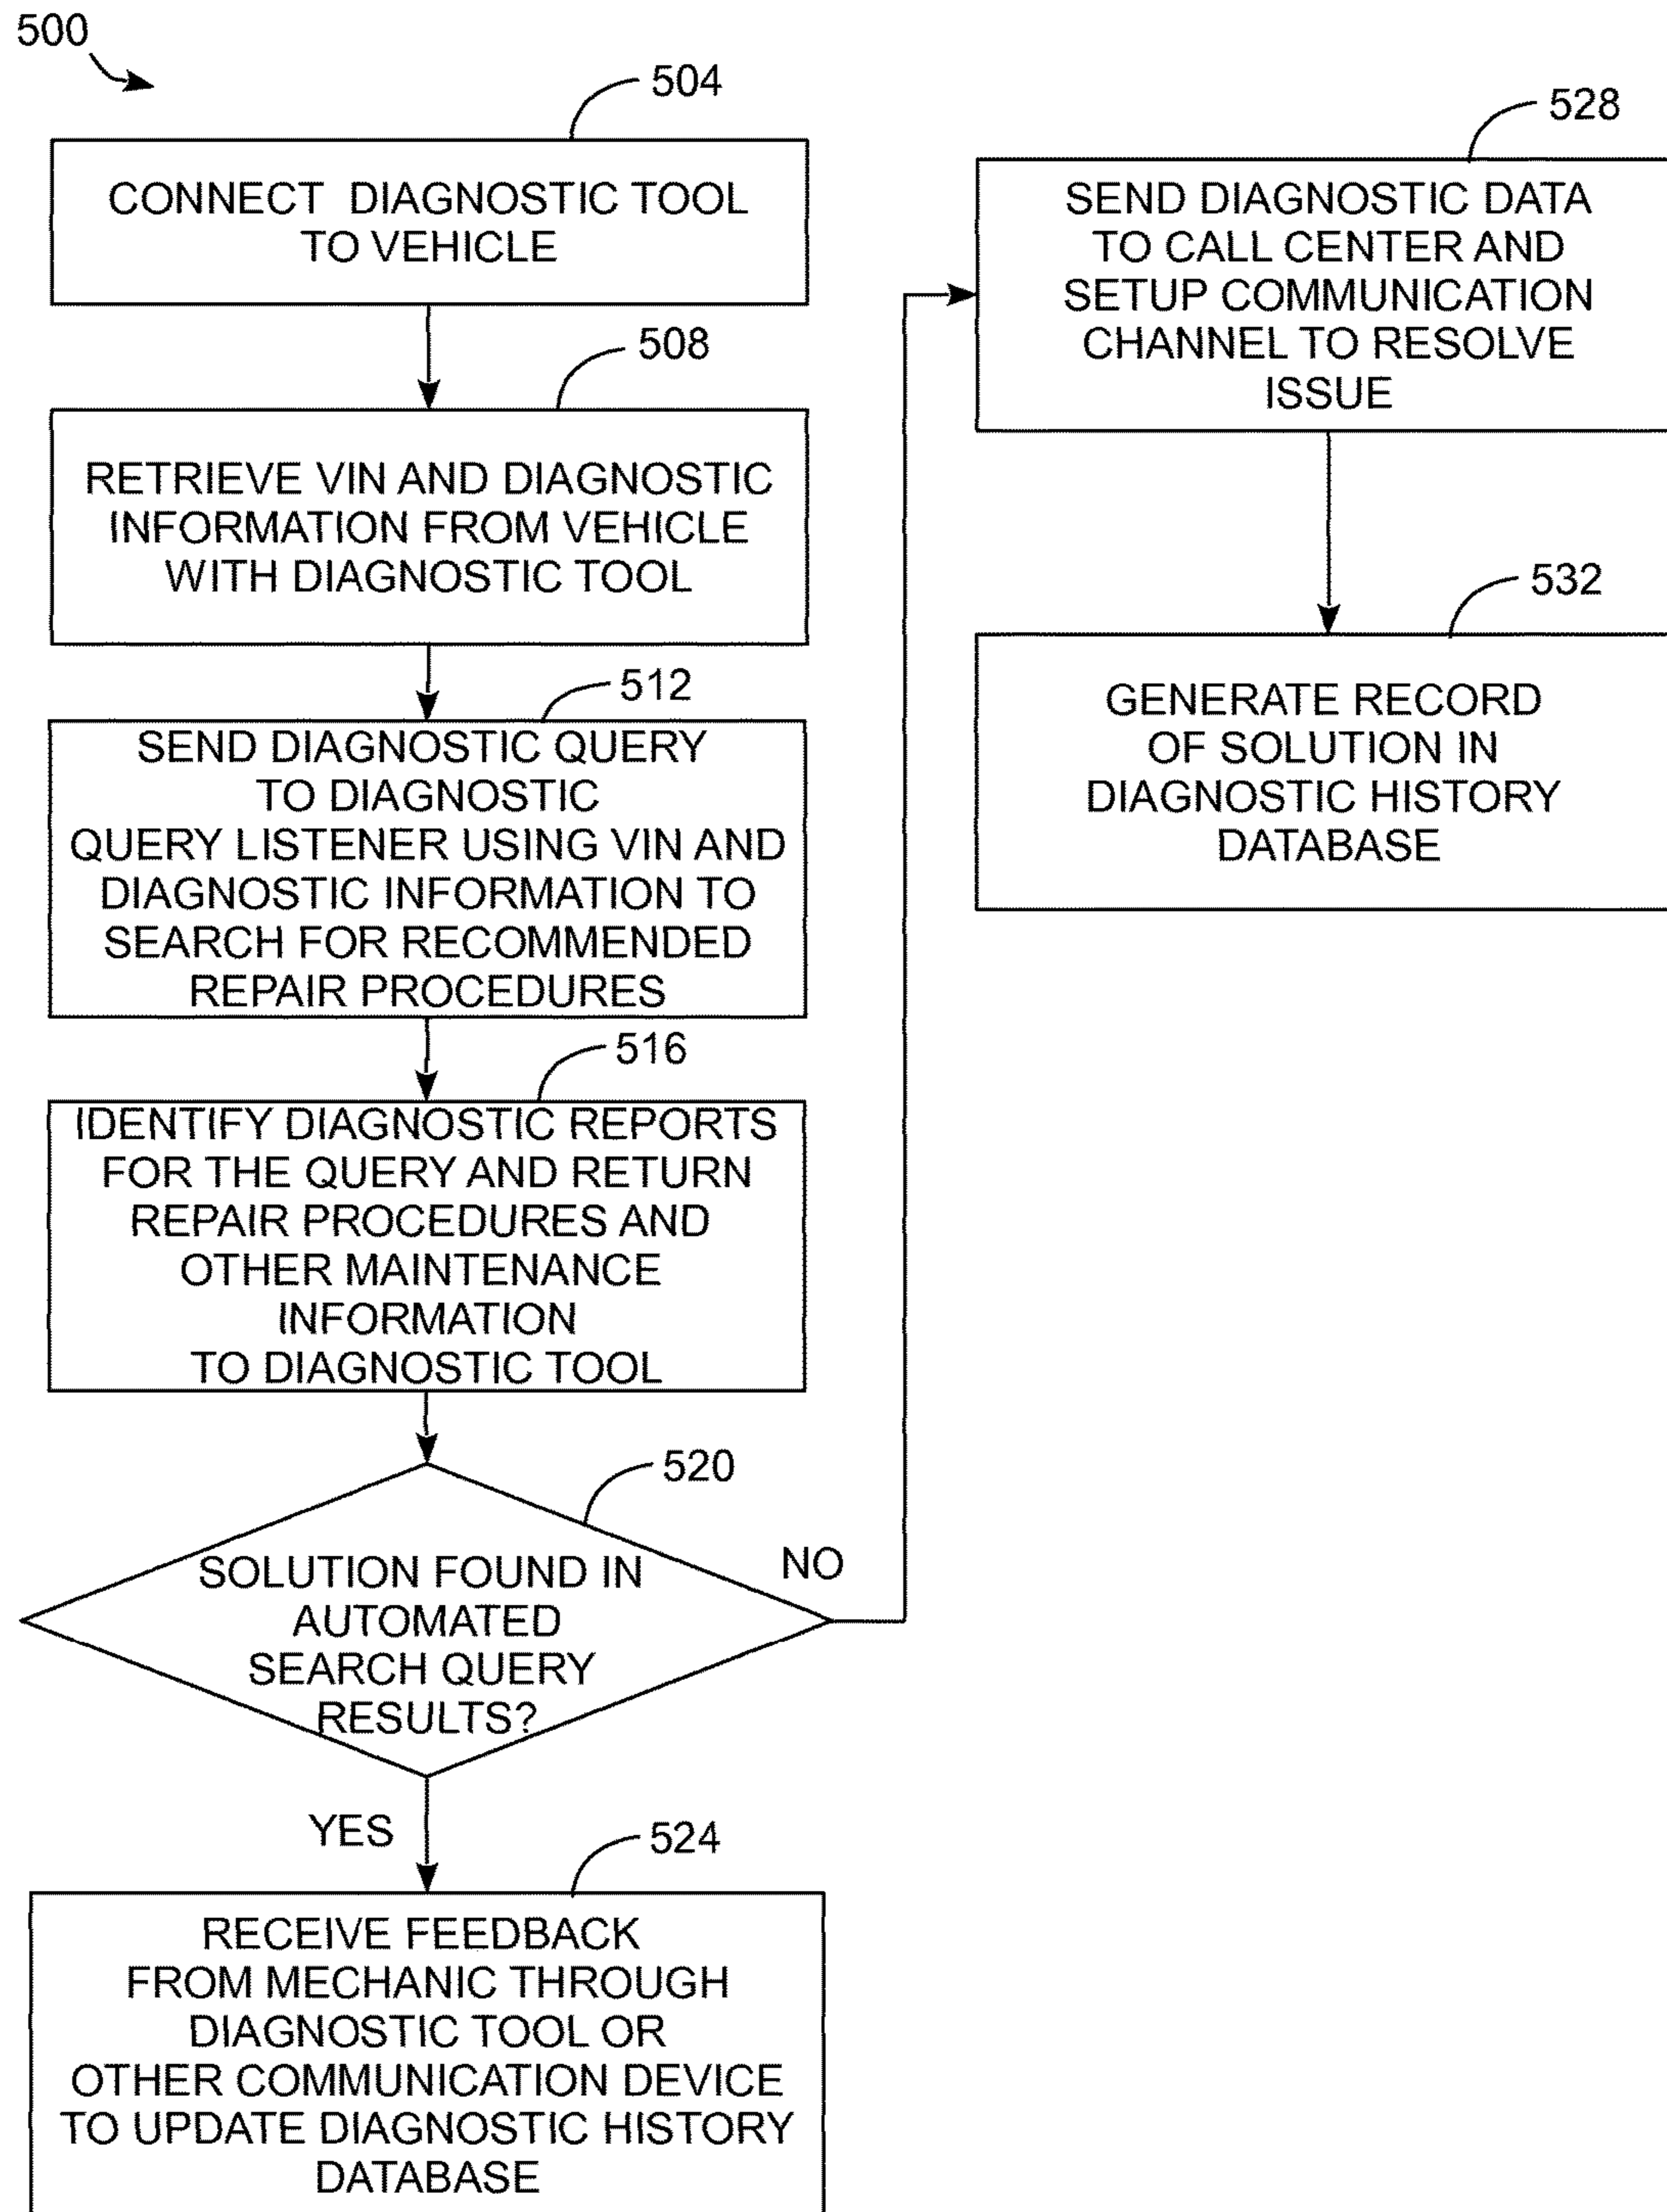 500
504
CONNECT DIAGNOSTIC TOOL
TO VEHICLE
508
RETRIEVE VIN AND DIAGNOSTIC
INFORMATION FROM VEHICLE
WITH DIAGNOSTIC TOOL
512
SEND DIAGNOSTIC QUERY
TO DIAGNOSTIC
QUERY LISTENER USING VIN AND
DIAGNOSTIC INFORMATION TO
SEARCH FOR RECOMMENDED
REPAIR PROCEDURES
516
IDENTIFY DIAGNOSTIC REPORTS
FOR THE QUERY AND RETURN
REPAIR PROCEDURES AND
OTHER MAINTENANCE
INFORMATION
TO DIAGNOSTIC TOOL
520
SOLUTION FOUND IN
AUTOMATED
SEARCH QUERY
RESULTS?
NO
YES
524
RECEIVE FEEDBACK
FROM MECHANIC THROUGH
DIAGNOSTIC TOOL OR
OTHER COMMUNICATION DEVICE
TO UPDATE DIAGNOSTIC HISTORY
DATABASE
528
SEND DIAGNOSTIC DATA
TO CALL CENTER AND
SETUP COMMUNICATION
CHANNEL TO RESOLVE
ISSUE
532
GENERATE RECORD
OF SOLUTION IN
DIAGNOSTIC HISTORY
DATABASE